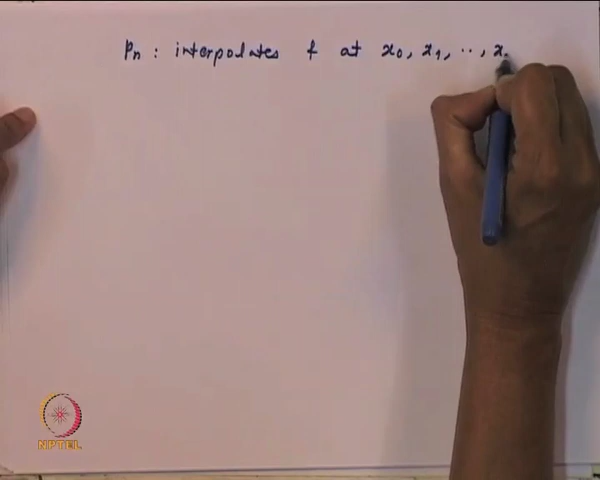 Pn : interpolates f at x0, x1, .., x
NPTEL